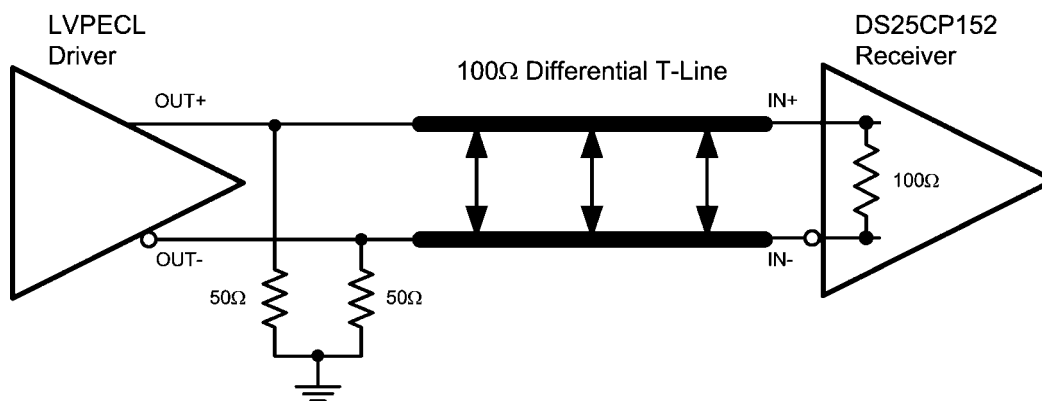 LVPECL
Driver
DS25CP152
Receiver
100Ω Differential T-Line
OUT+
IN+
100Ω
OUT-
IN-
50Ω
50Ω